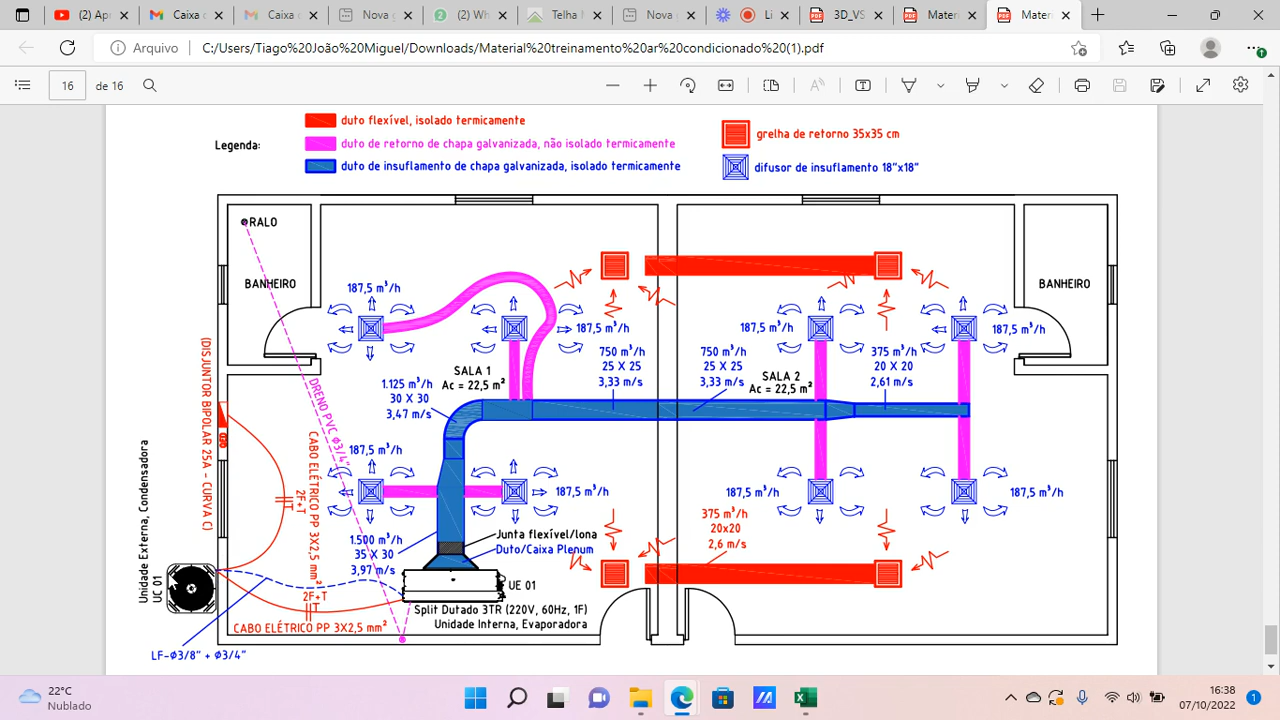 Ap
Caixa
Caixa c
Nova g
(2) Wh
Telha
Nova
Li
3D_VS
Mater
Mater
Arquivo
C:/Users/Tiago%20João%20Miguel/Downloads/Material%20treinamento%20ar%20condicionado%20(1).pdf
16
de 16
Legenda:
duto flexível, isolado termicamente
duto de retorno de chapa galvanizada, não isolado termicamente
duto de insuflamento de chapa galvanizada, isolado termicamente
grelha de retorno 35x35 cm
difusor de insuflamento 18"x18"
RALO
BANHEIRO
BANHEIRO
187,5 m³/h
187,5 m³/h
187,5 m³/h
187,5 m³/h
750 m³/h
25 X 25
3,33 m/s
750 m³/h
25 X 25
3,33 m/s
375 m³/h
20 X 20
2,61 m/s
SALA 1
Ac = 22,5 m²
SALA 2
Ac = 22,5 m²
1.125 m³/h
30 X 30
3,47 m/s
(DISJUNTOR BIPOLAR 25A - CURVA C)
DRENO PVC Ø3/4"
CABO ELÉTRICO PP 3X2,5 mm²
2F+T
187,5 m³/h
187,5 m³/h
187,5 m³/h
187,5 m³/h
375 m³/h
20x20
2,6 m/s
1.500 m³/h
35 X 30
3,97 m/s
Junta flexível/lona
Duto/Caixa Plenum
Unidade Externa, Condensadora
UC 01
UE 01
2F+T
Split Dutado 3TR (220V, 60Hz, 1F)
Unidade Interna, Evaporadora
CABO ELÉTRICO PP 3X2,5 mm²
LF-Ø3/8" + Ø3/4"
22°C
Nublado
16:38
07/10/2022
1